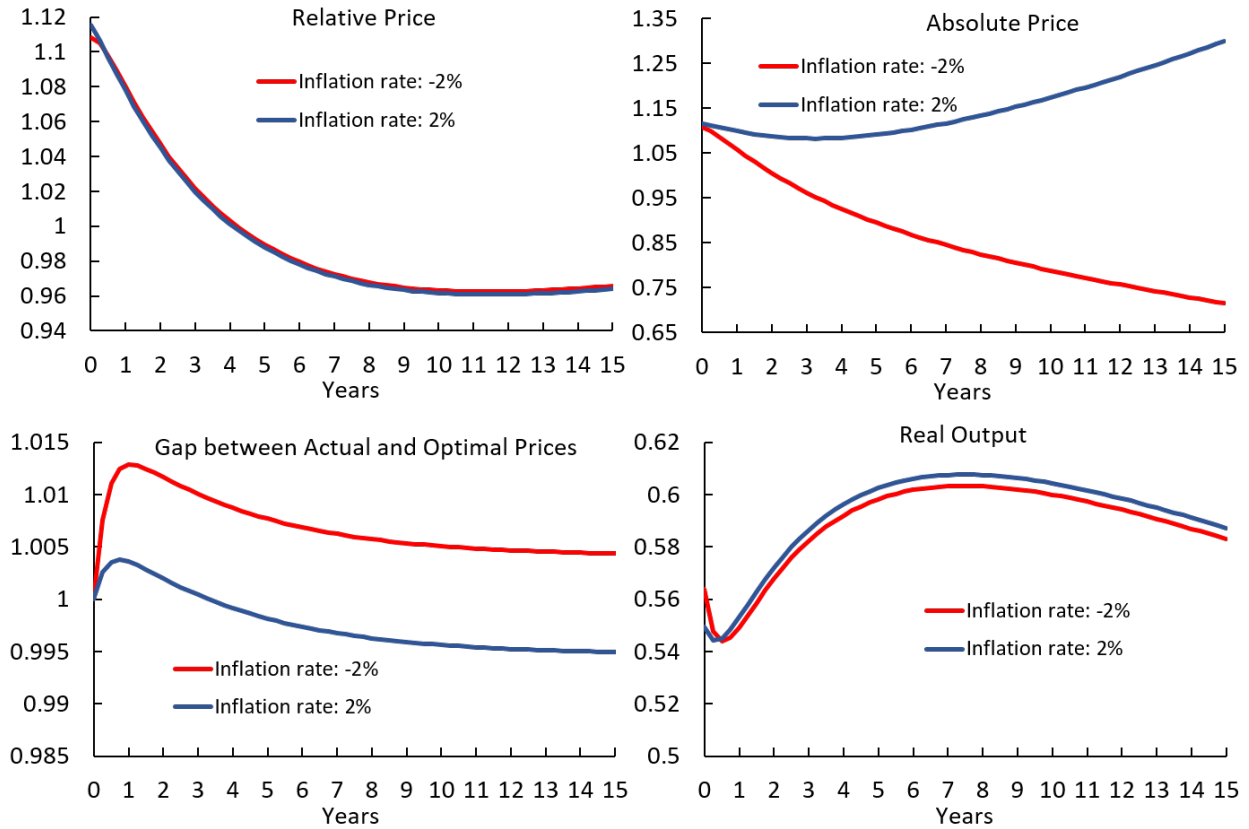 Relative Price
1.12
1.1
1.08
1.06
1.04
1.02
1
0.98
0.96
0.94
Inflation rate: -2%
Inflation rate: 2%
0 1 2 3 4 5 6 7 8 9 10 11 12 13 14 15
Years
Absolute Price
1.35
1.25
1.15
1.05
0.95
0.85
0.75
0.65
Inflation rate: -2%
Inflation rate: 2%
0 1 2 3 4 5 6 7 8 9 10 11 12 13 14 15
Years
Gap between Actual and Optimal Prices
1.015
1.01
1.005
1
0.995
0.99
0.985
Inflation rate: -2%
Inflation rate: 2%
0 1 2 3 4 5 6 7 8 9 10 11 12 13 14 15
Years
Real Output
0.62
0.6
0.58
0.56
0.54
0.52
0.5
Inflation rate: -2%
Inflation rate: 2%
0 1 2 3 4 5 6 7 8 9 10 11 12 13 14 15
Years